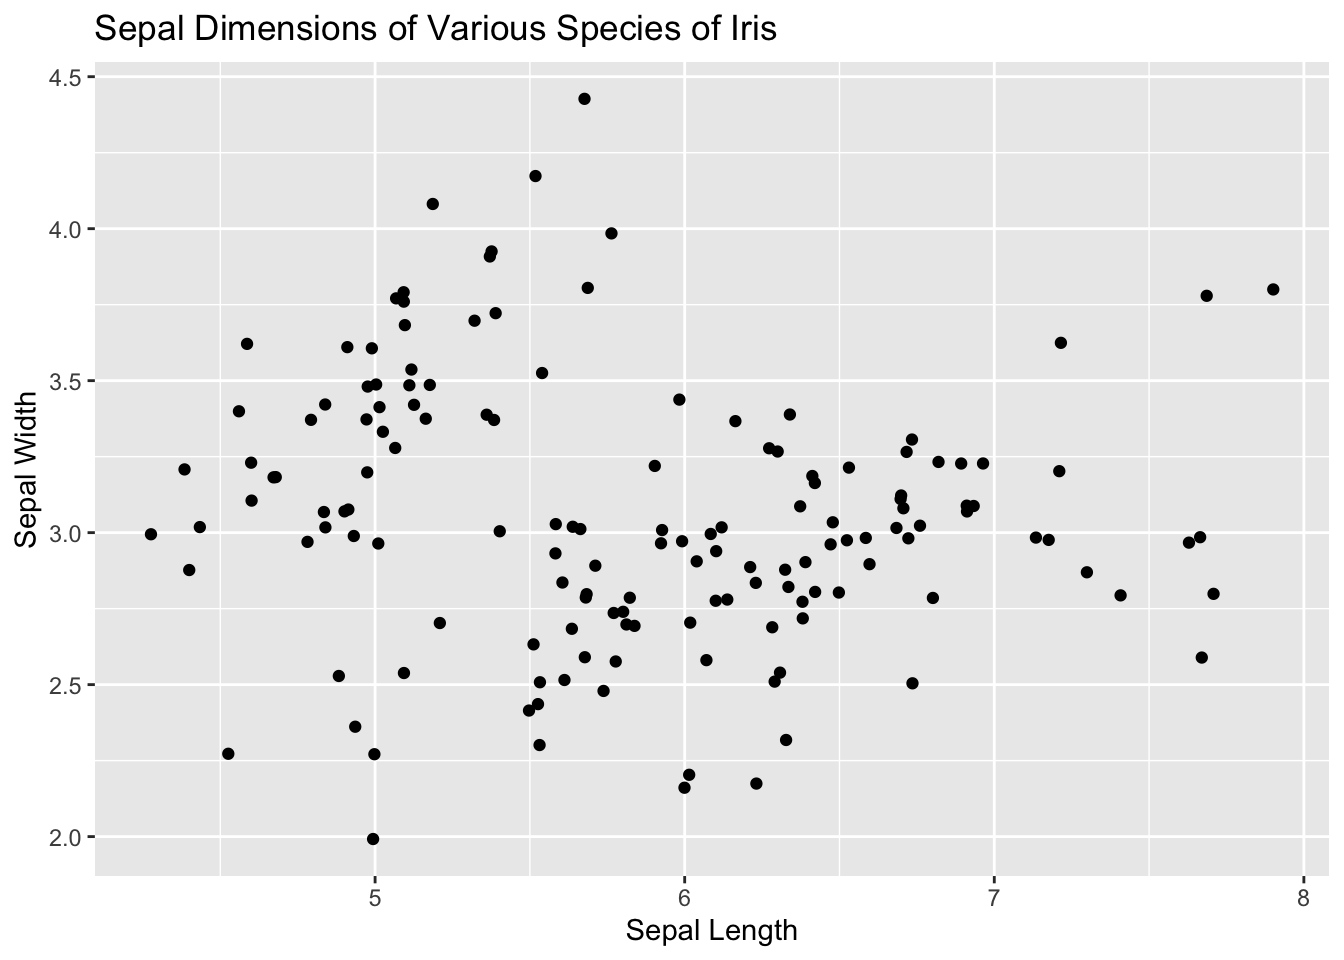 Sepal Dimensions of Various Species of Iris
4.5
4.0
3.5
3.0
2.5
2.0
Sepal Width
5 6 7 8
Sepal Length